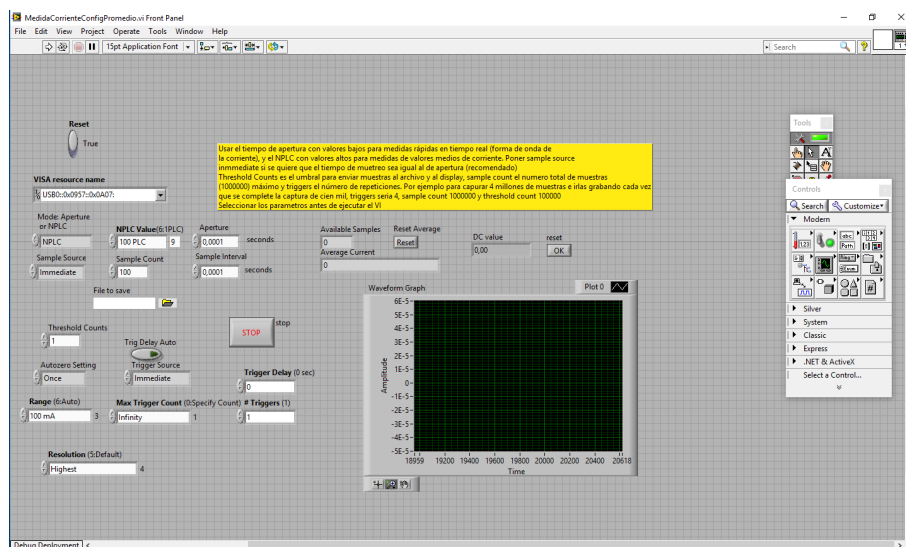 MedidaCorrienteConfigPromedio.vi Front Panel
File Edit View Project Operate Tools Window Help
15pt Application Font
Search
Reset
True
Usar el tiempo de apertura con valores bajos para medidas rápidas en tiempo real (forma de onda de
la corriente), y el NPLC con valores altos para medidas de valores medios de corriente. Poner sample source
inmmediate si se quiere que el tiempo de muetreo sea igual al de apertura (recomendado)
Threshold Counts es el umbral para enviar muestras al archivo y al display, sample count el numero total de muestras
(1000000) máximo y triggers el número de repeticiones. Por ejemplo para capurar 4 millones de muestras e irlas grabando cada vez
que se complete la captura de cien mil, triggers seria 4, sample count 1000000 y threshold count 100000
Seleccionar los parametros antes de ejecutar el VI
VISA resource name
USB0::0x0957::0x0A07:
Mode: Aperture
or NPLC
NPLC
NPLC Value(6:1PLC)
100 PLC 9
Aperture
0,0001 seconds
Sample Source
Immediate
Sample Count
100
Sample Interval
0,0001 seconds
File to save
Available Samples
0
Reset Average
Reset
DC value
0,00
reset
OK
Average Current
0
Threshold Counts
1
Trig Delay Auto
STOP
stop
Autozero Setting
Once
Trigger Source
Immediate
Trigger Delay (0 sec)
0
Range (6:Auto)
100 mA 3
Max Trigger Count (0:Specify Count)
Infinity 1
# Triggers (1)
1
Resolution (5:Default)
Highest 4
Waveform Graph
Plot 0
6E-5
5E-5
4E-5
3E-5
2E-5
1E-5
0
-1E-5
-2E-5
-3E-5
-4E-5
-5E-5
Amplitude
18959 19200 19400 19600 19800 20000 20200 20400 20618
Time
Tools
Controls
Search Customize
Modern
Silver
System
Classic
Express
.NET & ActiveX
Select a Control...
Debug Deployment